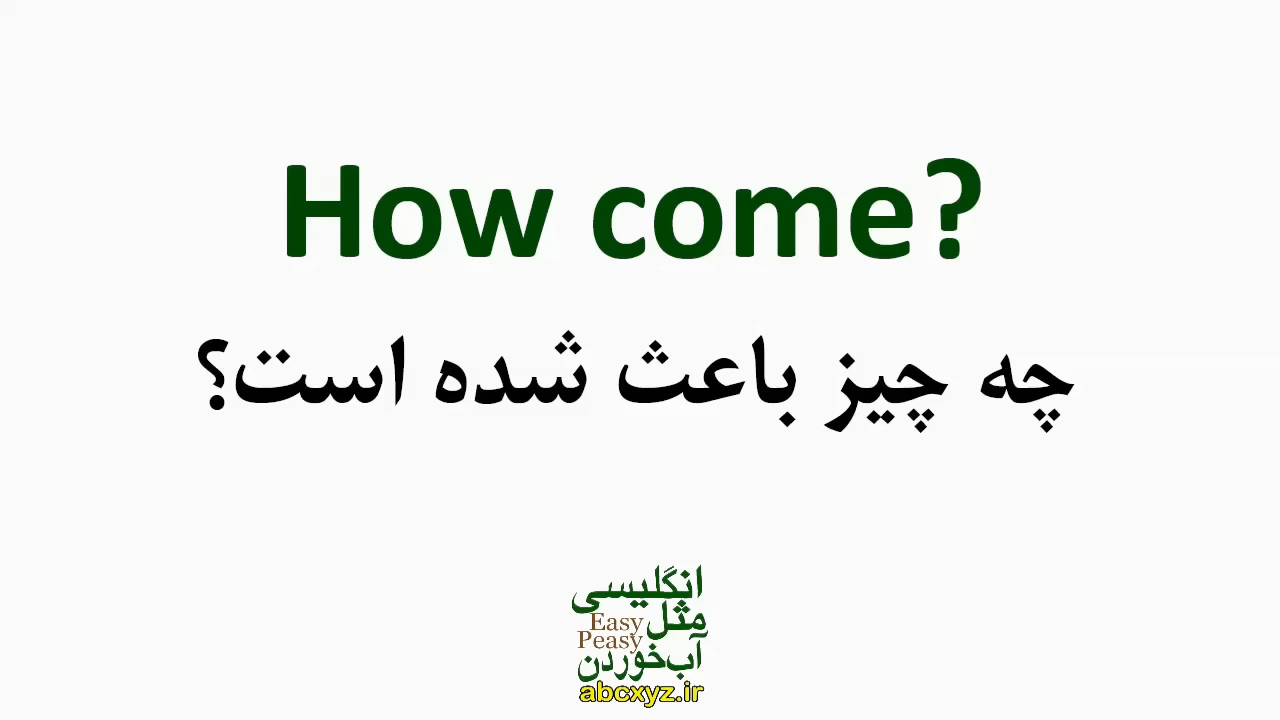 How come?
چه چیز باعث شده است؟
انگلیسی
مثل Easy
Peasy
آب‌خوردن
abcxyz.ir